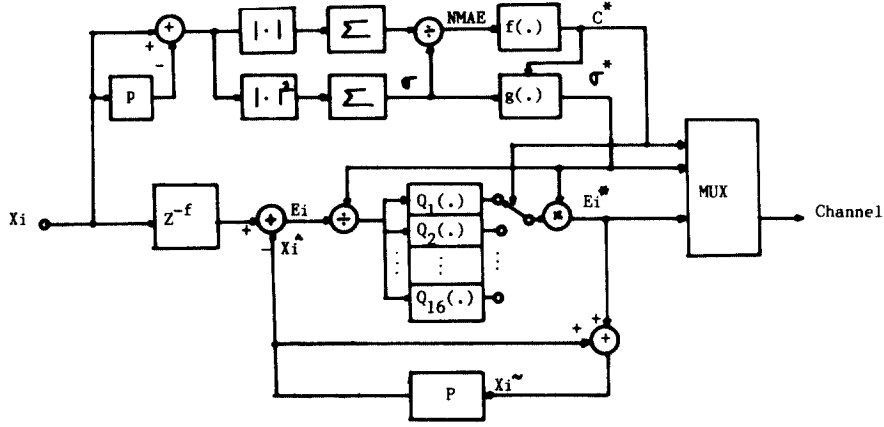 NMAE
C*
+
+
-
|·|
Σ
÷
f(.)
P
|·|²
Σ
σ
g(.)
σ*
MUX
Xi
Z^-f
+
+
-
Ei
Xi^
÷
Q1(.)
Q2(.)
⋮ ⋮ ⋮
Q16(.)
*
Ei*
Channel
+
+
+
P
Xi~